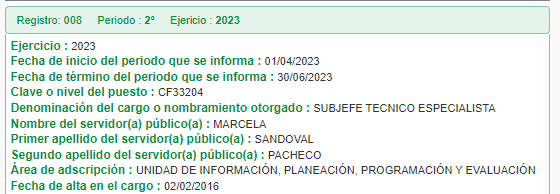 Registro: 008 Periodo : 2º Ejericio : 2023
Ejercicio : 2023
Fecha de inicio del periodo que se informa : 01/04/2023
Fecha de término del periodo que se informa : 30/06/2023
Clave o nivel del puesto : CF33204
Denominación del cargo o nombramiento otorgado : SUBJEFE TECNICO ESPECIALISTA
Nombre del servidor(a) público(a) : MARCELA
Primer apellido del servidor(a) público(a) : SANDOVAL
Segundo apellido del servidor(a) público(a) : PACHECO
Área de adscripción : UNIDAD DE INFORMACIÓN, PLANEACIÓN, PROGRAMACIÓN Y EVALUACIÓN
Fecha de alta en el cargo : 02/02/2016